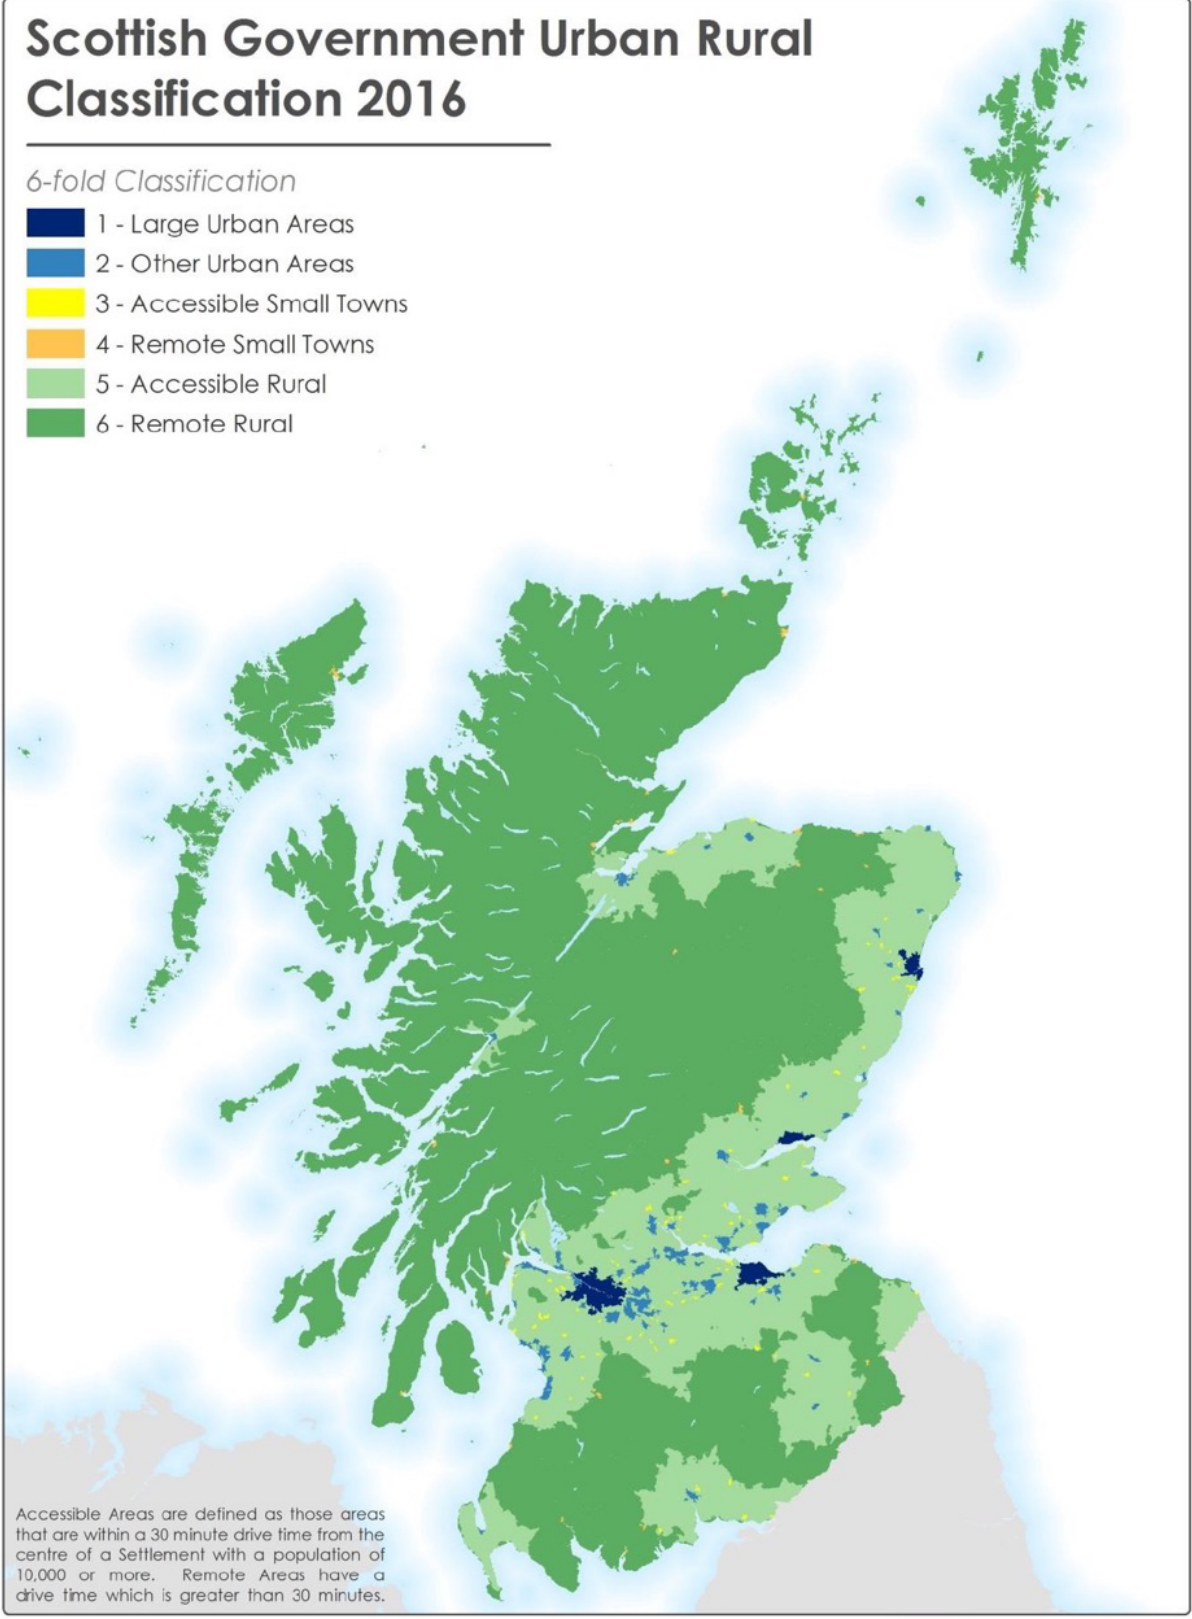 Scottish Government Urban Rural
Classification 2016
6-fold Classification
1 - Large Urban Areas
2 - Other Urban Areas
3 - Accessible Small Towns
4 - Remote Small Towns
5 - Accessible Rural
6 - Remote Rural
Accessible Areas are defined as those areas
that are within a 30 minute drive time from the
centre of a Settlement with a population of
10,000 or more. Remote Areas have a
drive time which is greater than 30 minutes.